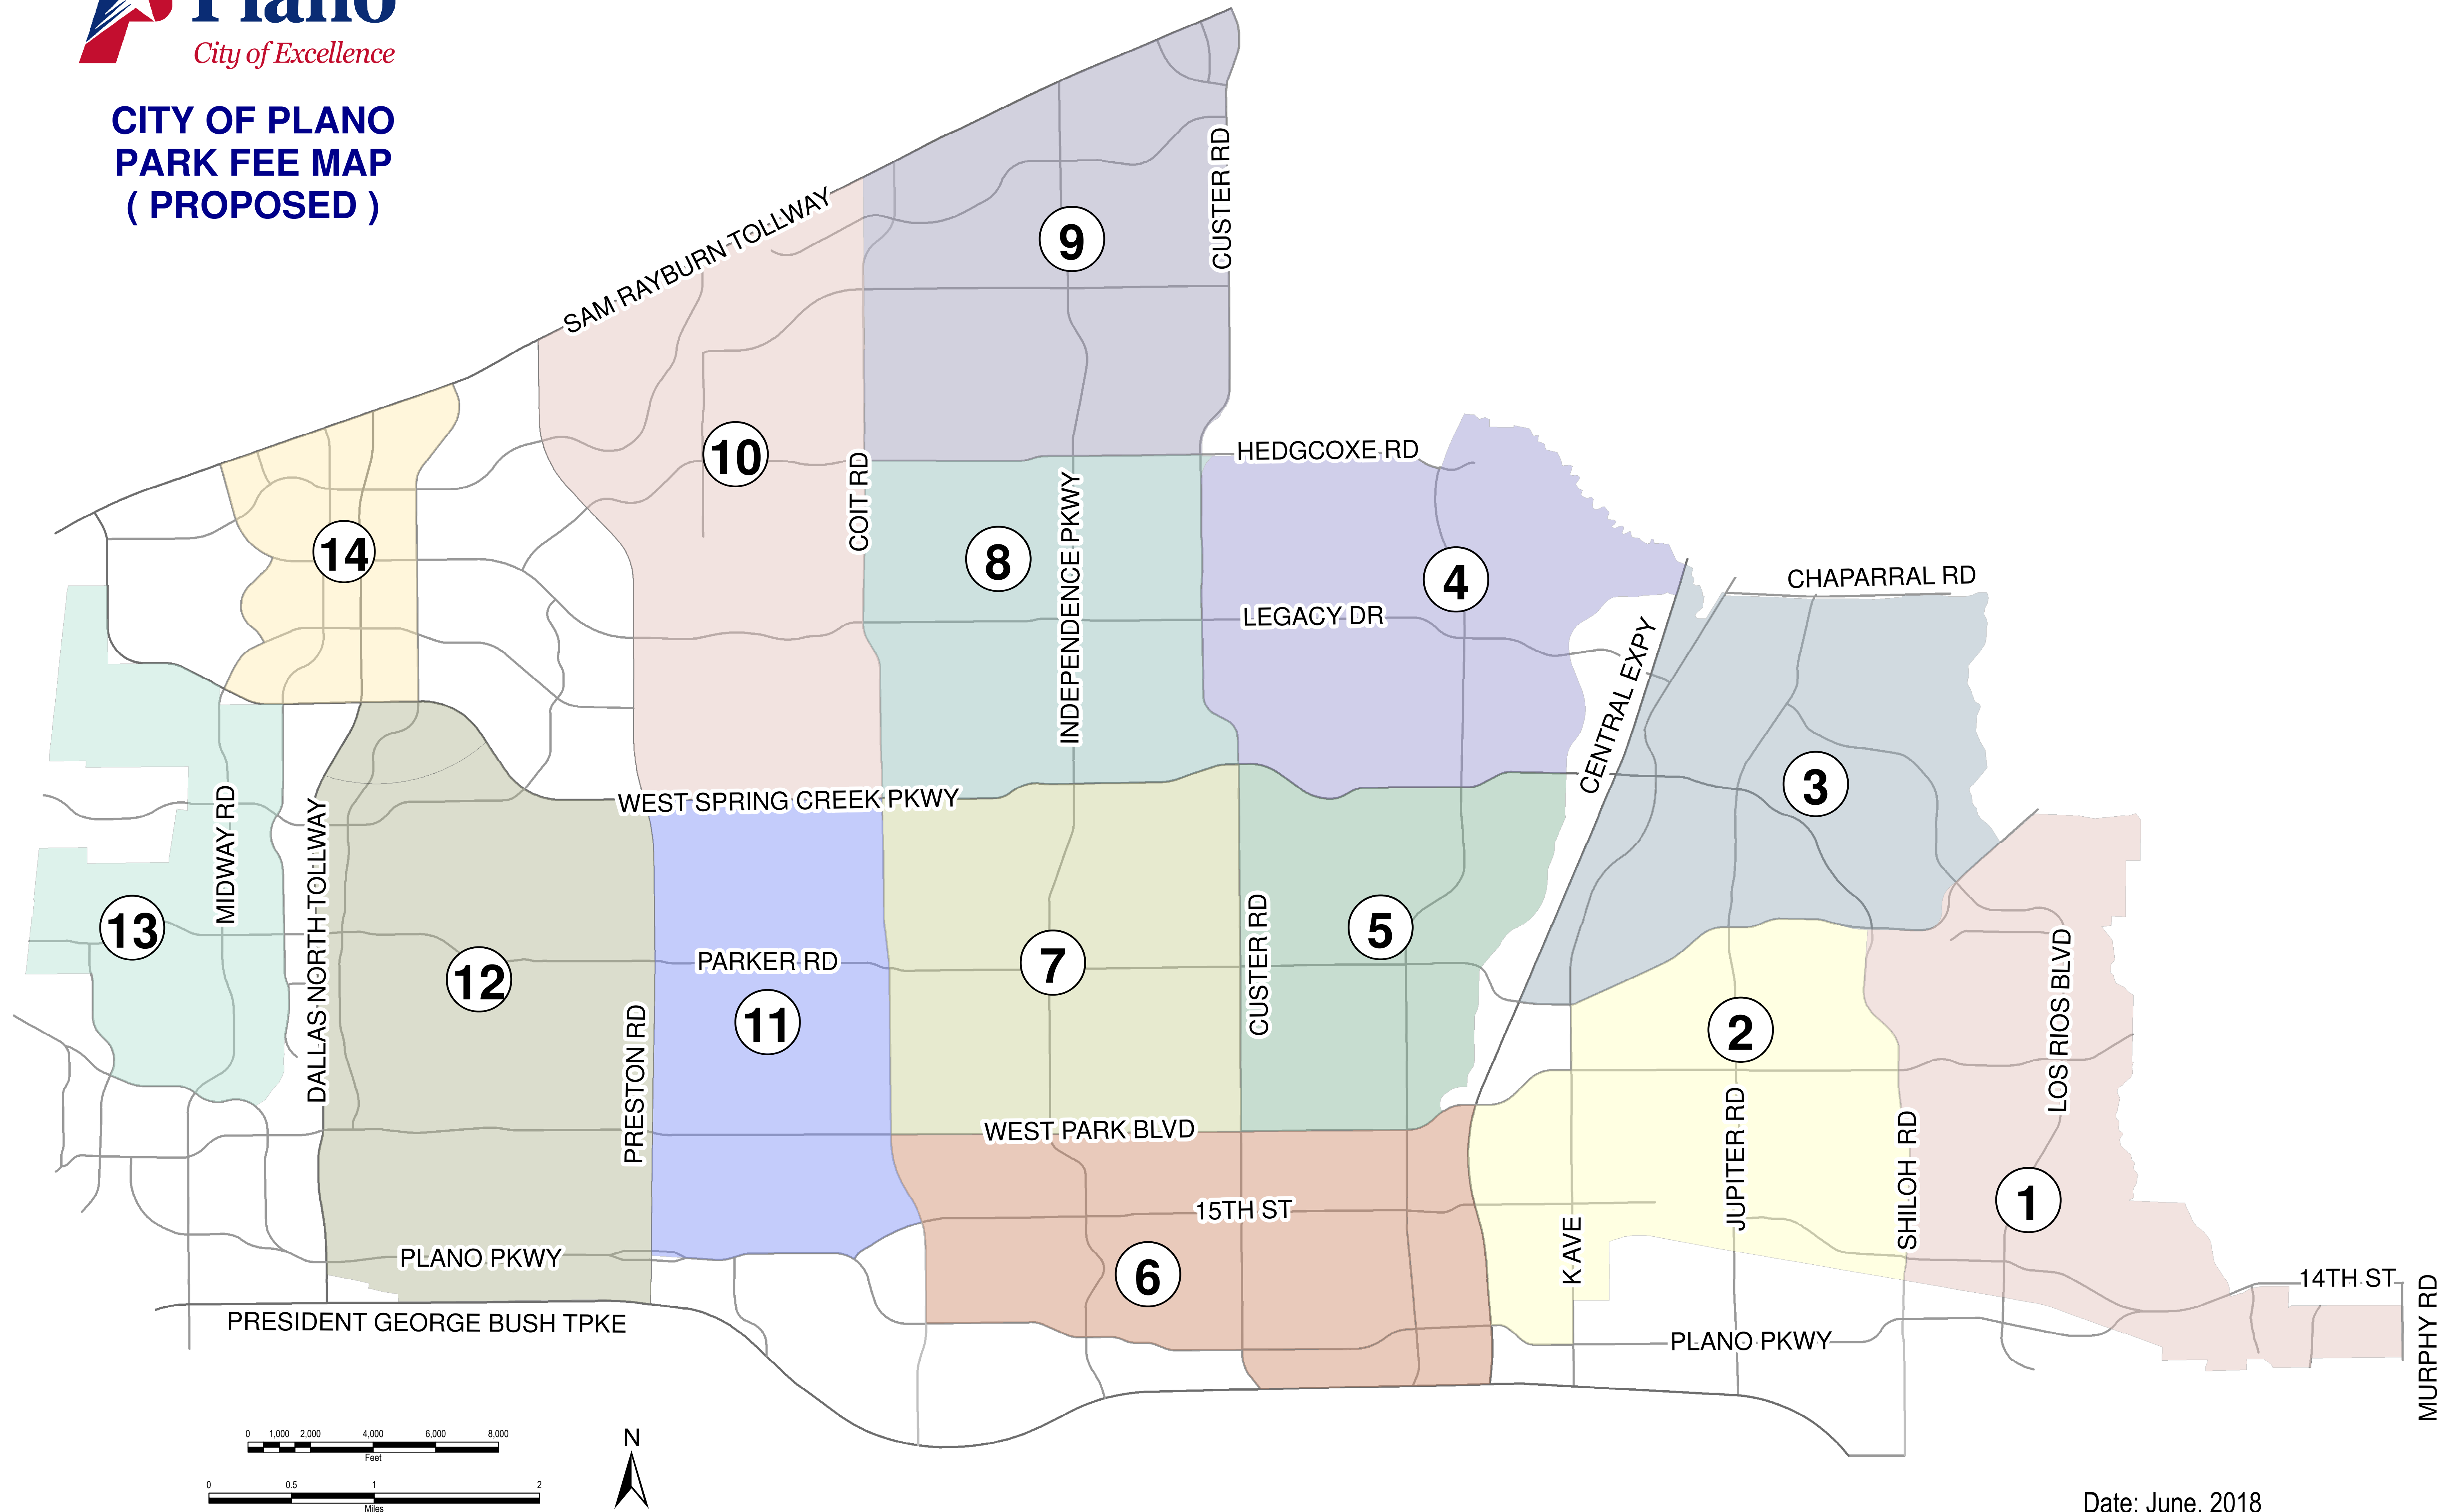 Plano
City of Excellence
CITY OF PLANO
PARK FEE MAP
( PROPOSED )
SAM RAYBURN TOLLWAY
CUSTER RD
9
10
COIT RD
HEDGCOXE RD
INDEPENDENCE PKWY
14
8
4
CHAPARRAL RD
LEGACY DR
CENTRAL EXPY
3
WEST SPRING CREEK PKWY
MIDWAY RD
DALLAS NORTH TOLLWAY
13
12
PARKER RD
11
7
CUSTER RD
5
2
LOS RIOS BLVD
PRESTON RD
WEST PARK BLVD
JUPITER RD
SHILOH RD
1
15TH ST
K AVE
PLANO PKWY
6
14TH ST
PRESIDENT GEORGE BUSH TPKE
PLANO PKWY
MURPHY RD
0 1,000 2,000 4,000 6,000 8,000
Feet
0 0.5 1 2
Miles
N
Date: June, 2018